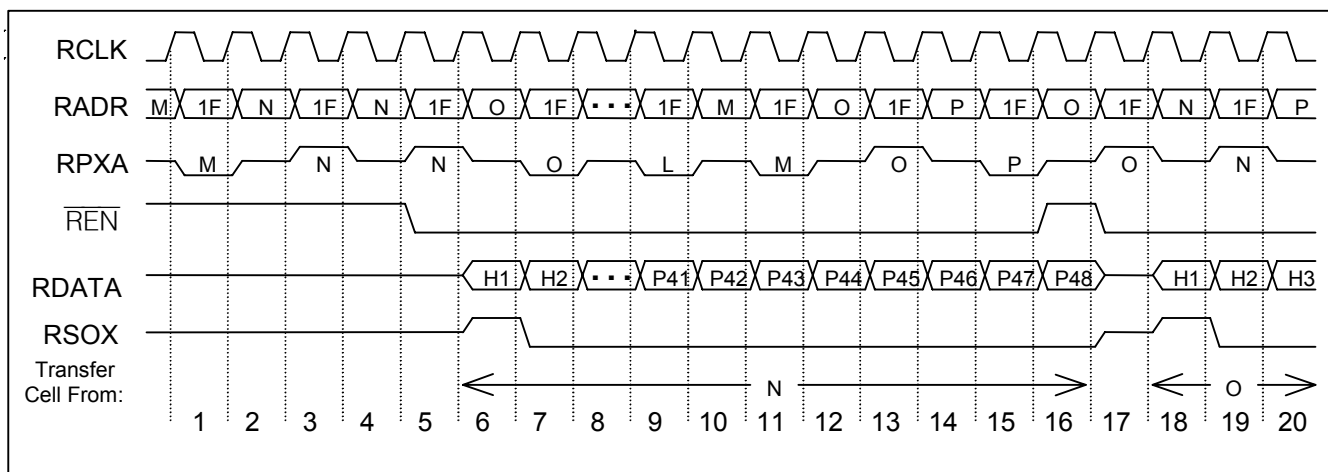 RCLK
RADR M 1F N 1F N 1F O 1F ··· 1F M 1F O 1F P 1F O 1F N 1F P
RPXA M N N O L M O P O N
REN
RDATA H1 H2 ··· P41 P42 P43 P44 P45 P46 P47 P48 H1 H2 H3
RSOX
Transfer
Cell From: N O
1 2 3 4 5 6 7 8 9 10 11 12 13 14 15 16 17 18 19 20